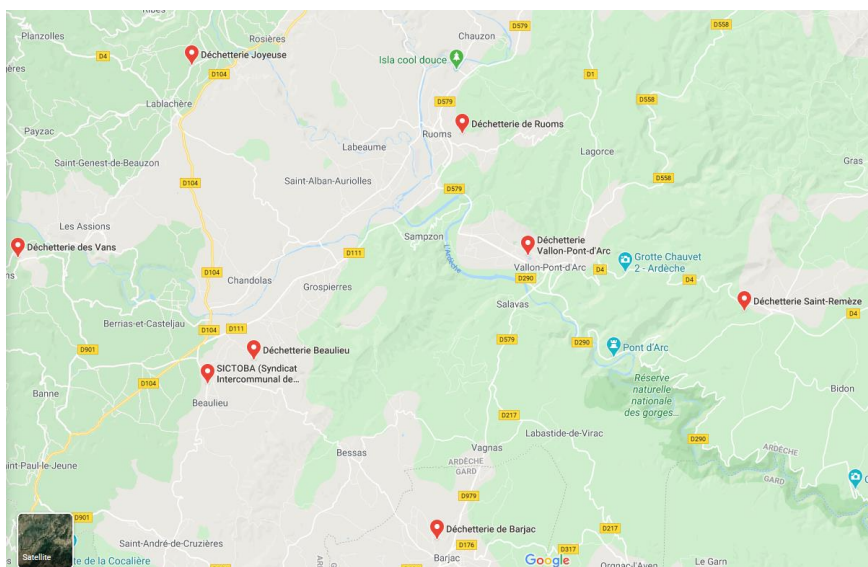 Ribes
D579
D558
Planzolles
Rosières
Chauzon
D4
Déchetterie Joyeuse
Isla cool douce
D104
D1
D579
D558
Lablachère
Déchetterie de Ruoms
Payzac
Ruoms
Labeaume
Lagorce
Saint-Genest-de-Beauzon
Gras
D558
D104
Saint-Alban-Auriolles
D579
Les Assions
Sampzon
Déchetterie
Vallon-Pont-d'Arc
Déchetterie des Vans
L'Ardèche
D111
Grotte Chauvet
2 - Ardèche
Vallon-Pont-d'Arc
D4
D104
Chandolas
D290
D4
Grospierres
Salavas
Déchetterie Saint-Remèze
D4
Berrias-et-Casteljau
D104
D111
D579
D290
Pont d'Arc
D901
Déchetterie Beaulieu
SICTOBA (Syndicat
Intercommunal de...
Réserve
naturelle
nationale
des gorges...
D104
Banne
Bidon
Beaulieu
D217
Labastide-de-Virac
D290
Vagnas
Bessas
ARDÈCHE
GARD
ARDÈCHE
GARD
int-Paul-le-Jeune
D979
D901
Déchetterie de Barjac
D217
Saint-André-de-Cruzières
D176
D317
Satellite
te de la Cocalière
Barjac
Google
Orgnac-l'Aven
Le Garn